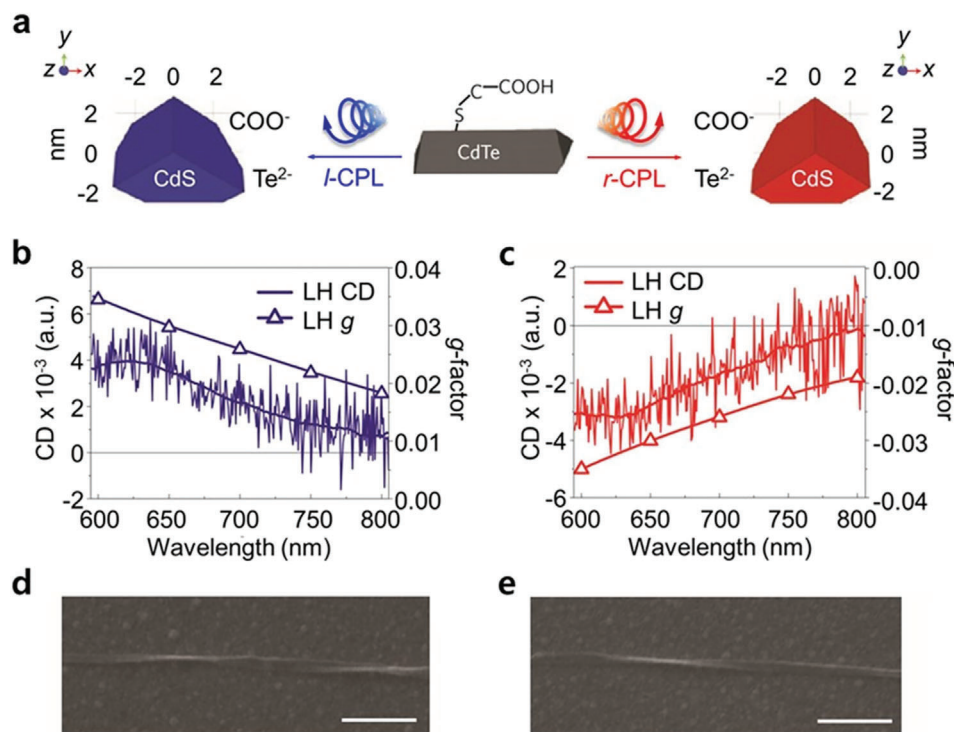 a
y
z x
-2 0 2
2
0
-2
nm
CdS
COO⁻
Te²⁻
l-CPL
C—COOH
S
CdTe
r-CPL
COO⁻
Te²⁻
y
z x
-2 0 2
2
0
-2
nm
CdS
b
8
6
4
2
0
-2
CD x 10⁻³ (a.u.)
LH CD
LH g
0.04
0.03
0.02
0.01
0.00
g-factor
600 650 700 750 800
Wavelength (nm)
c
2
0
-2
-4
-6
CD x 10⁻³ (a.u.)
LH CD
LH g
0.00
-0.01
-0.02
-0.03
-0.04
g-factor
600 650 700 750 800
Wavelength (nm)
d
e